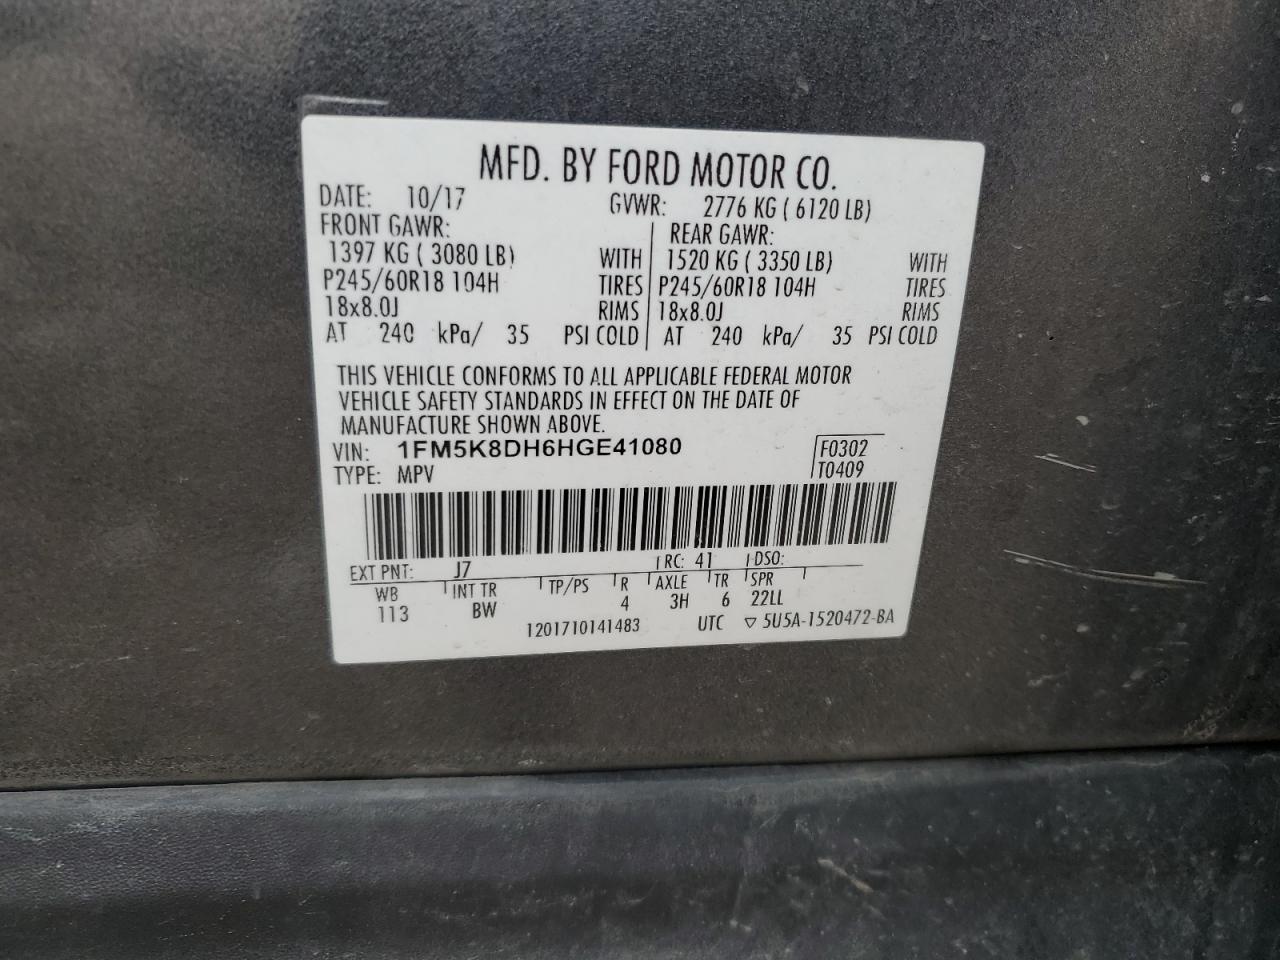 MFD. BY FORD MOTOR CO.
DATE: 10/17 GVWR: 2776 KG ( 6120 LB)
FRONT GAWR: REAR GAWR:
1397 KG ( 3080 LB) WITH 1520 KG ( 3350 LB) WITH
P245/60R18 104H TIRES P245/60R18 104H TIRES
18x8.0J RIMS 18x8.0J RIMS
AT 240 kPa/ 35 PSI COLD AT 240 kPa/ 35 PSI COLD
THIS VEHICLE CONFORMS TO ALL APPLICABLE FEDERAL MOTOR
VEHICLE SAFETY STANDARDS IN EFFECT ON THE DATE OF
MANUFACTURE SHOWN ABOVE.
VIN: 1FM5K8DH6HGE41080 F0302
TYPE: MPV T0409
EXT PNT: J7 RC: 41 DSO:
WB INT TR TP/PS R AXLE TR SPR
113 BW 4 3H 6 22LL
1201710141483 UTC ▽ 5U5A-1520472-BA